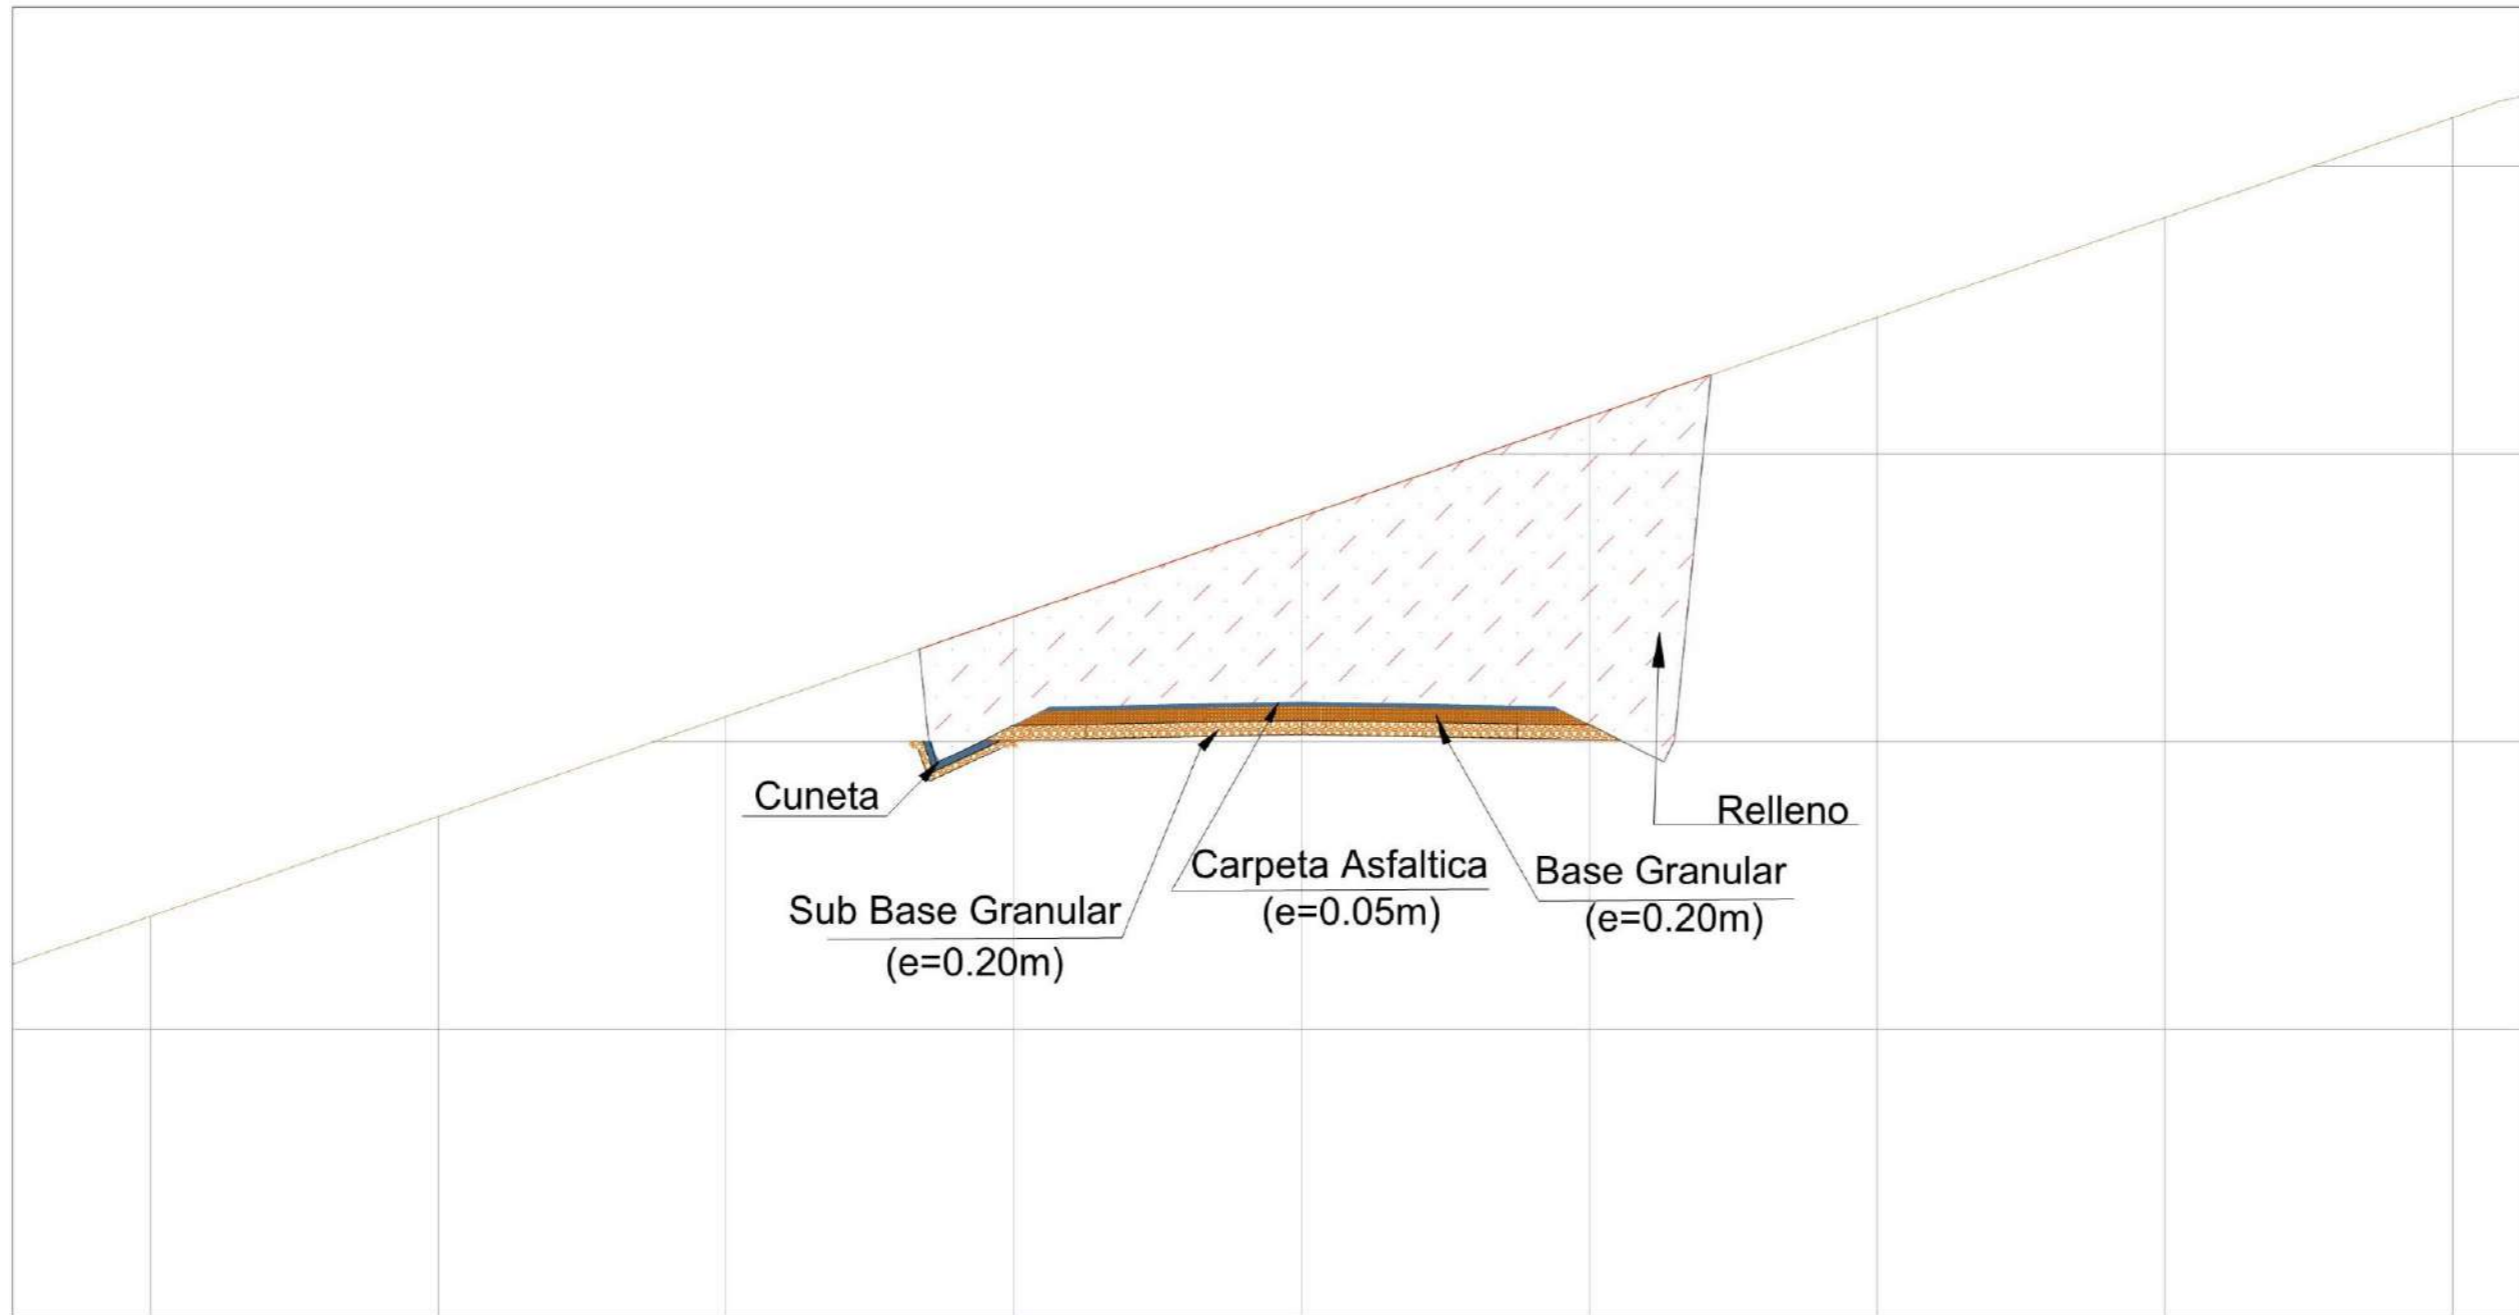 Cuneta
Relleno
Carpeta Asfaltica
(e=0.05m)
Base Granular
(e=0.20m)
Sub Base Granular
(e=0.20m)